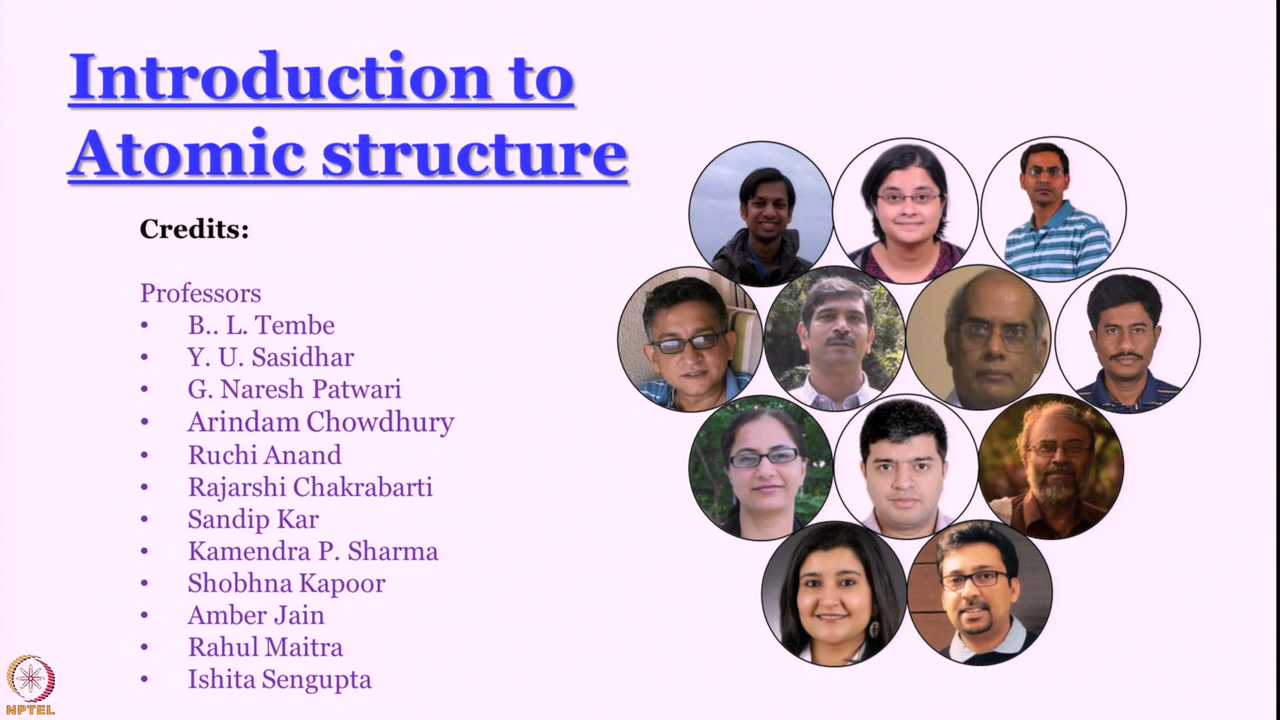 Introduction to
Atomic structure
Credits:
Professors
• B.. L. Tembe
• Y. U. Sasidhar
• G. Naresh Patwari
• Arindam Chowdhury
• Ruchi Anand
• Rajarshi Chakrabarti
• Sandip Kar
• Kamendra P. Sharma
• Shobhna Kapoor
• Amber Jain
• Rahul Maitra
• Ishita Sengupta
NPTEL